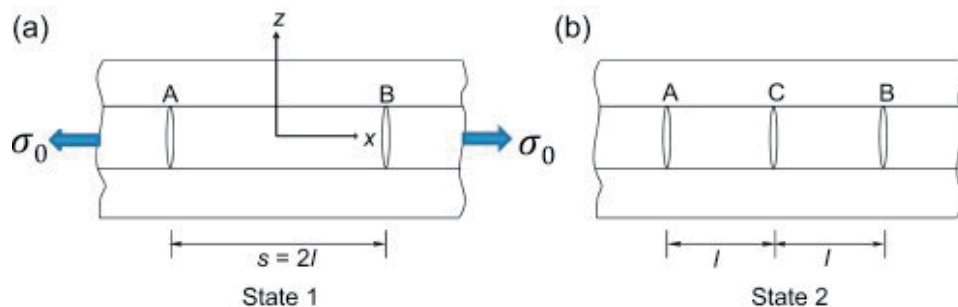 (a)
z
A
B
x
σ₀
σ₀
s = 2l
State 1
(b)
A
C
B
l
l
State 2